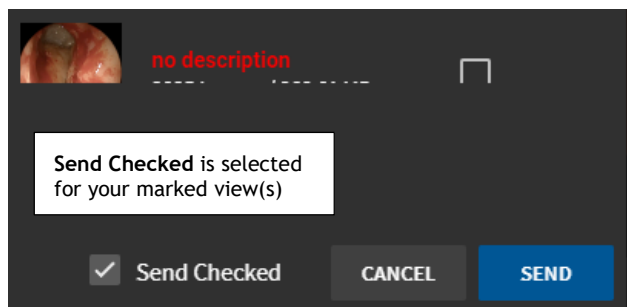 no description
Send Checked is selected
for your marked view(s)
Send Checked
CANCEL
SEND